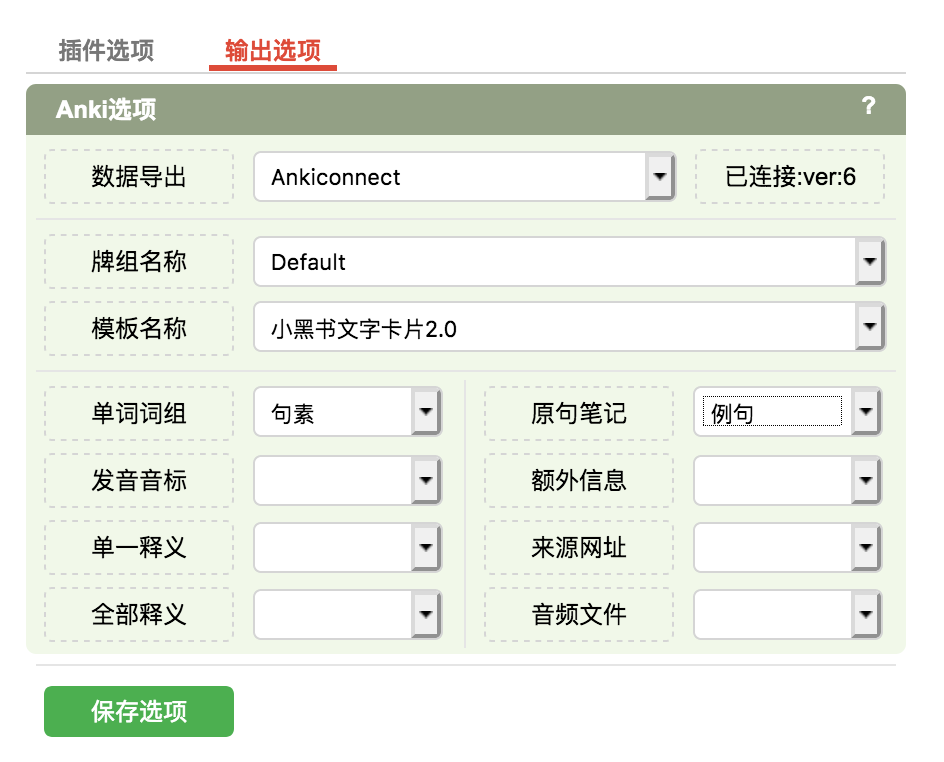 插件选项 输出选项
Anki选项 ?
数据导出 Ankiconnect 已连接:ver:6
牌组名称 Default
模板名称 小黑书文字卡片2.0
单词词组 句素 原句笔记 例句
发音音标 额外信息
单一释义 来源网址
全部释义 音频文件
保存选项